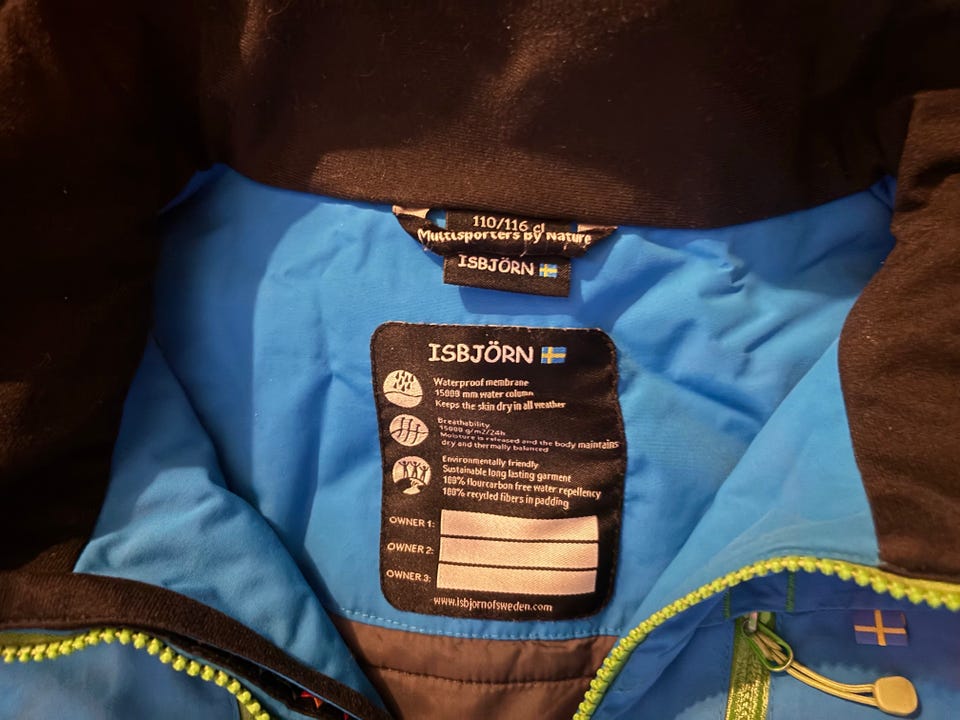 110/116 cl
Multisporters by Nature
ISBJÖRN
ISBJÖRN
Waterproof membrane
15000 mm water column
Keeps the skin dry in all weather
Breathability
15000 g/m2/24h
Moisture is released and the body maintains
dry and thermally balanced
Environmentally friendly
Sustainable long lasting garment
100% flourcarbon free water repellency
100% recycled fibers in padding
OWNER 1:
OWNER 2:
OWNER 3:
www.isbjornofsweden.com